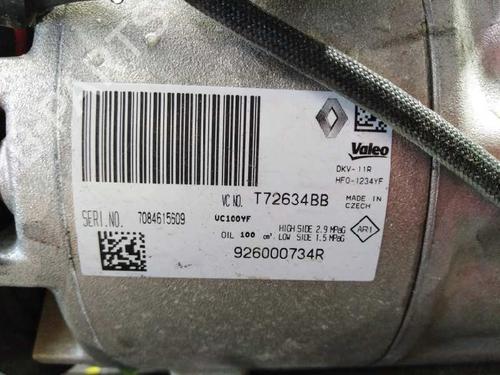 Valeo
DKV-11R
HFO-1234YF
VC NO. T72634BB
MADE IN
CZECH
SERI.NO. 7084615609
VC100YF
OIL 100 cm³
HIGH SIDE 2.9 MPaG
LOW SIDE 1.5 MPaG
AR1
926000734R